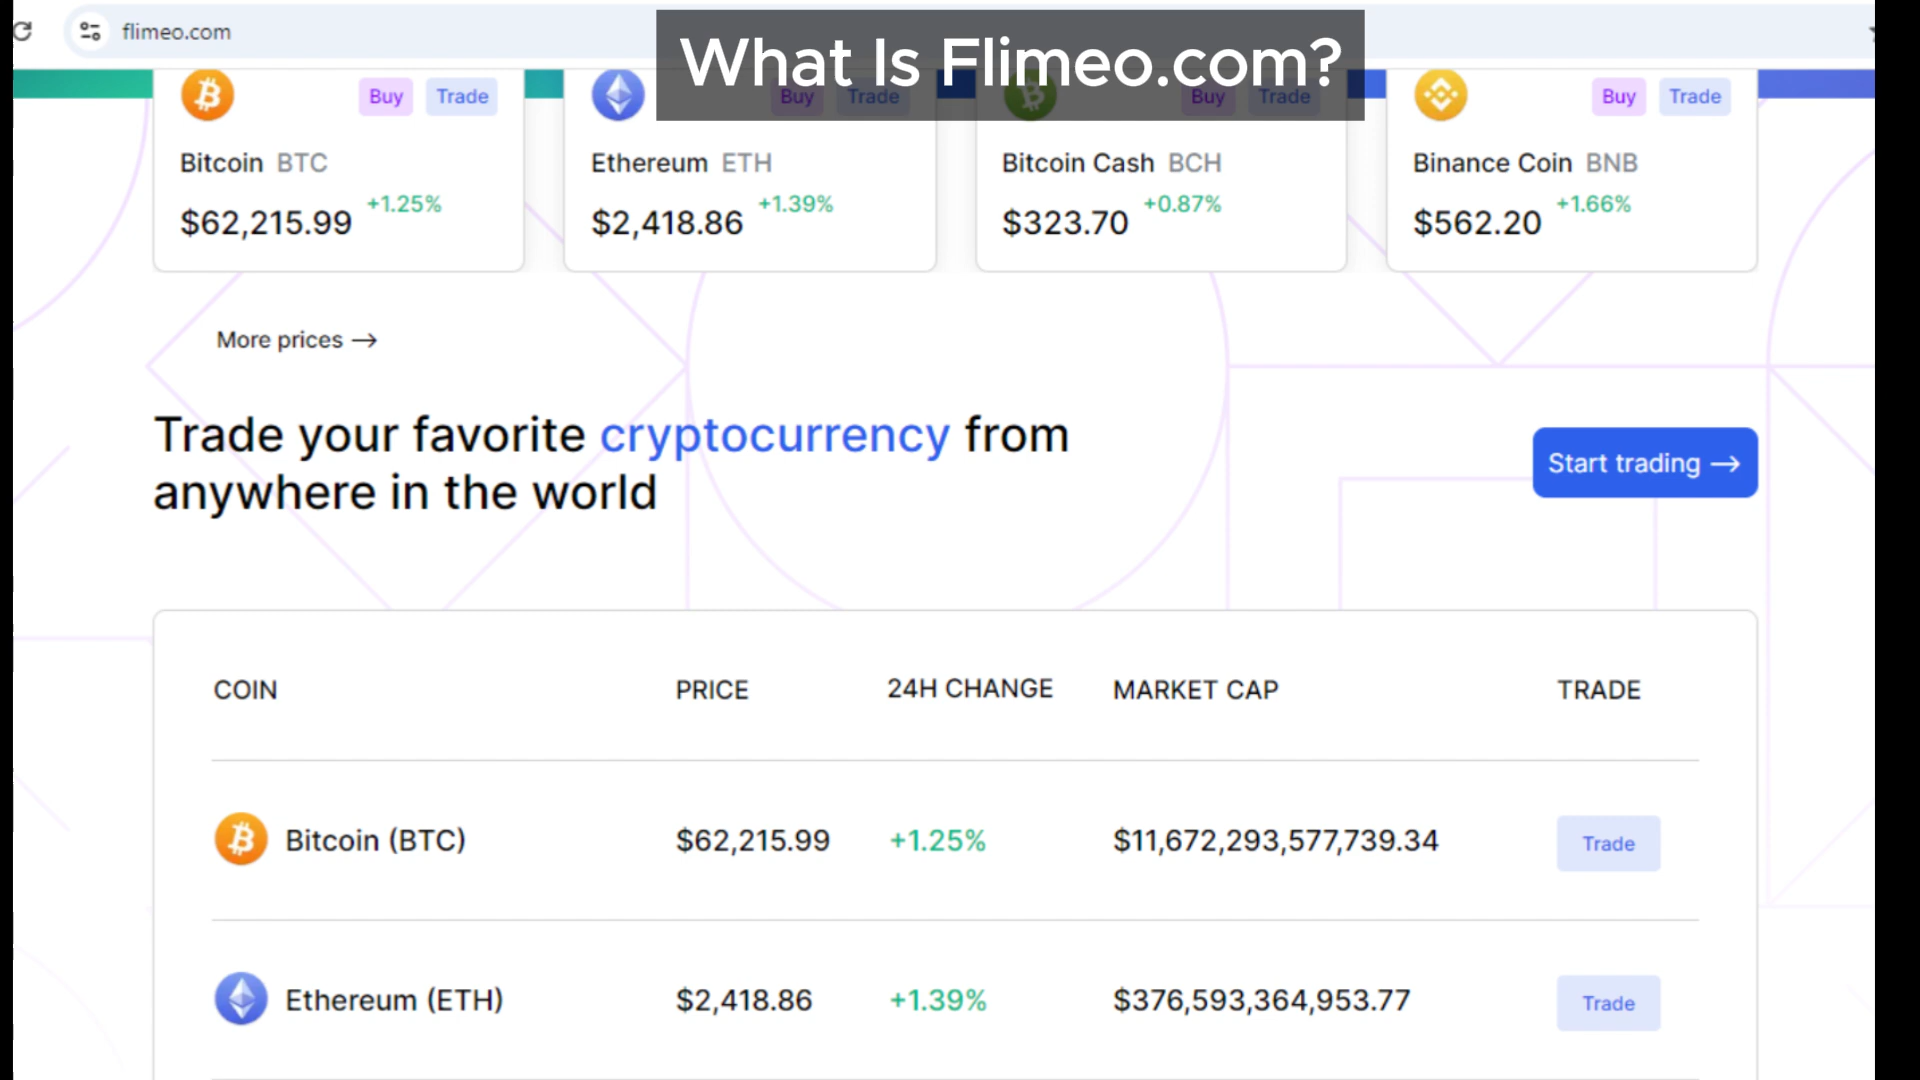 flimeo.com
What Is Flimeo.com?
Buy Trade
Buy Trade
Buy Trade
Buy Trade
Bitcoin BTC
$62,215.99 +1.25%
Ethereum ETH
$2,418.86 +1.39%
Bitcoin Cash BCH
$323.70 +0.87%
Binance Coin BNB
$562.20 +1.66%
More prices →
Trade your favorite cryptocurrency from
anywhere in the world
Start trading →
COIN PRICE 24H CHANGE MARKET CAP TRADE
Bitcoin (BTC) $62,215.99 +1.25% $11,672,293,577,739.34 Trade
Ethereum (ETH) $2,418.86 +1.39% $376,593,364,953.77 Trade